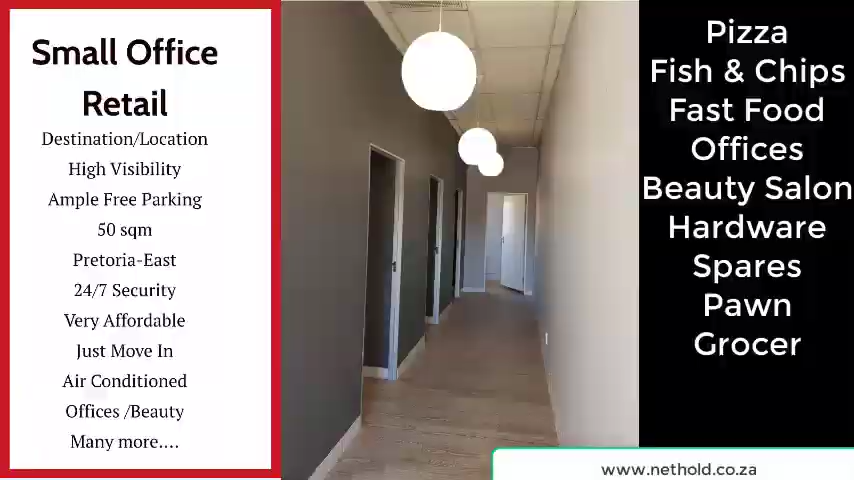 Small Office
Retail
Destination/Location
High Visibility
Ample Free Parking
50 sqm
Pretoria-East
24/7 Security
Very Affordable
Just Move In
Air Conditioned
Offices /Beauty
Many more....
Pizza
Fish & Chips
Fast Food
Offices
Beauty Salon
Hardware
Spares
Pawn
Grocer
www.nethold.co.za